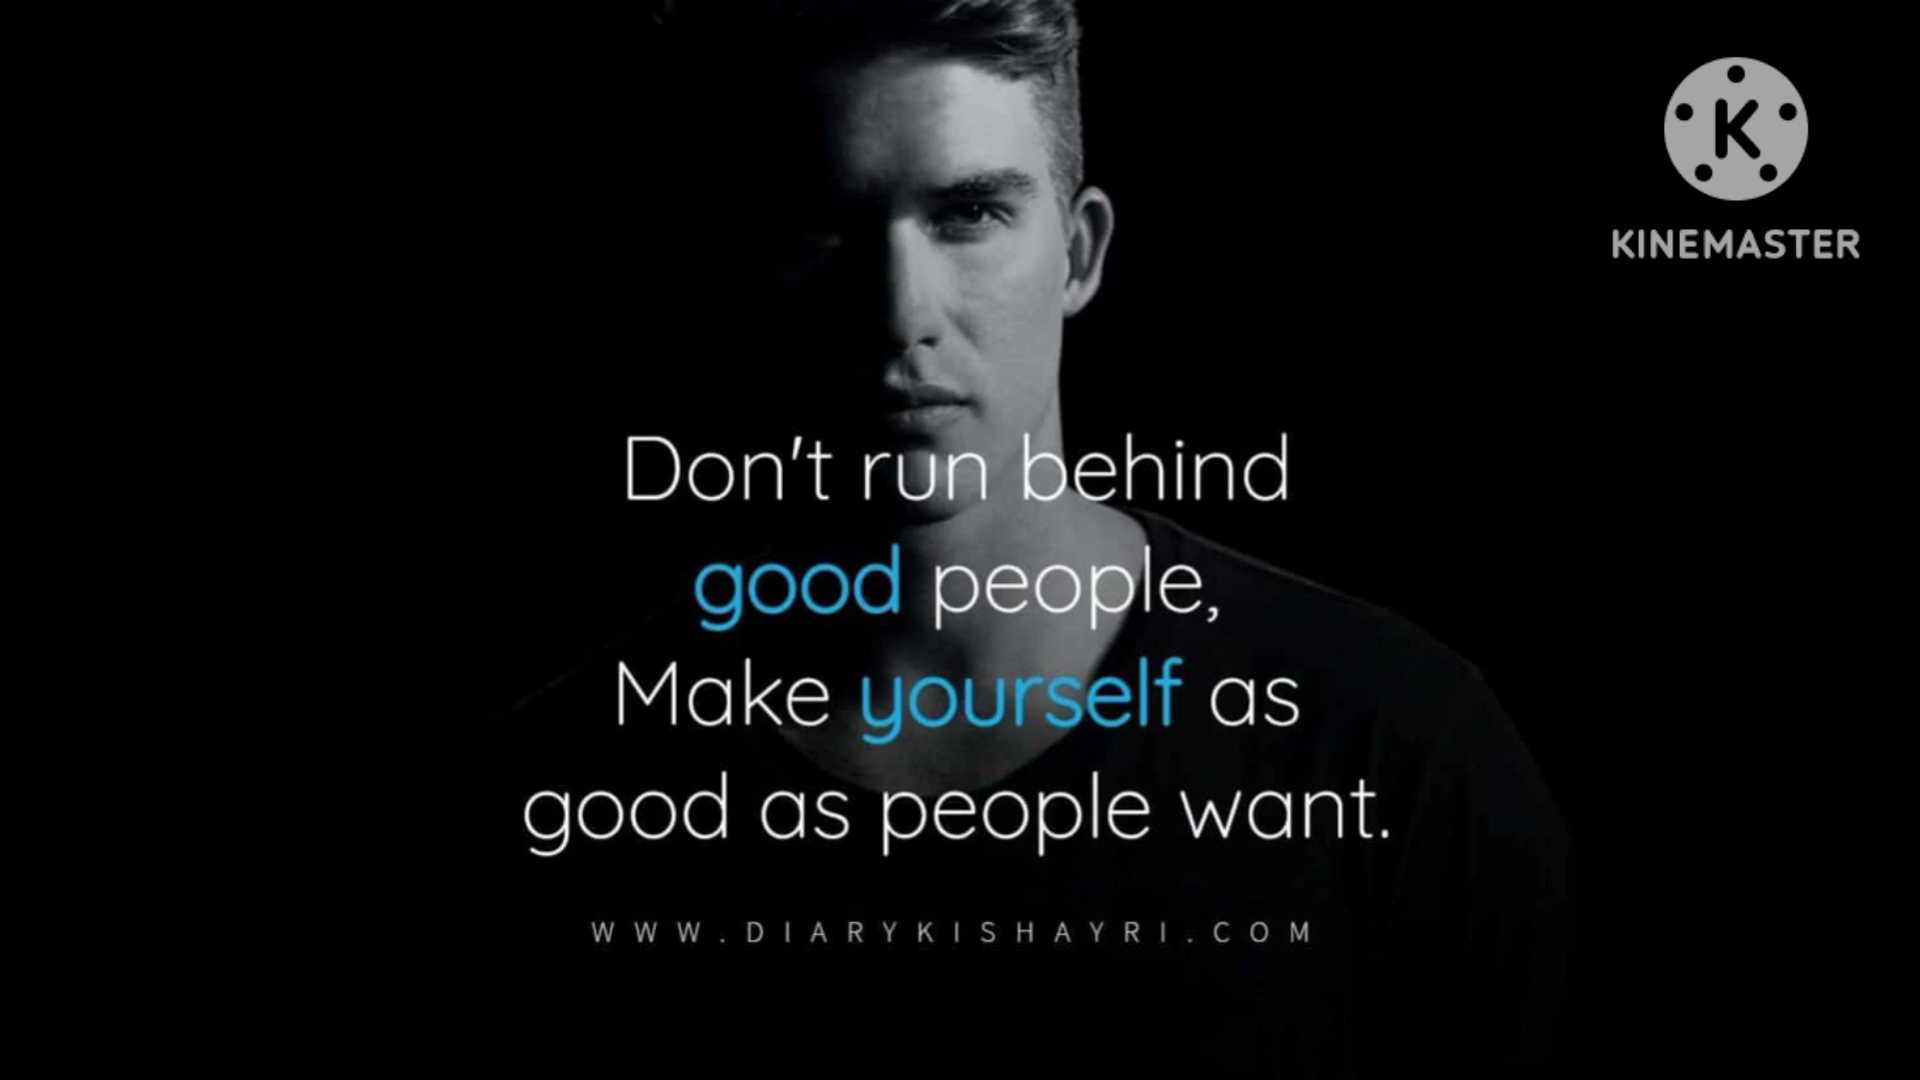 K
KINEMASTER
Don't run behind
good people,
Make yourself as
good as people want.
WWW.DIARYKISHAYRI.COM